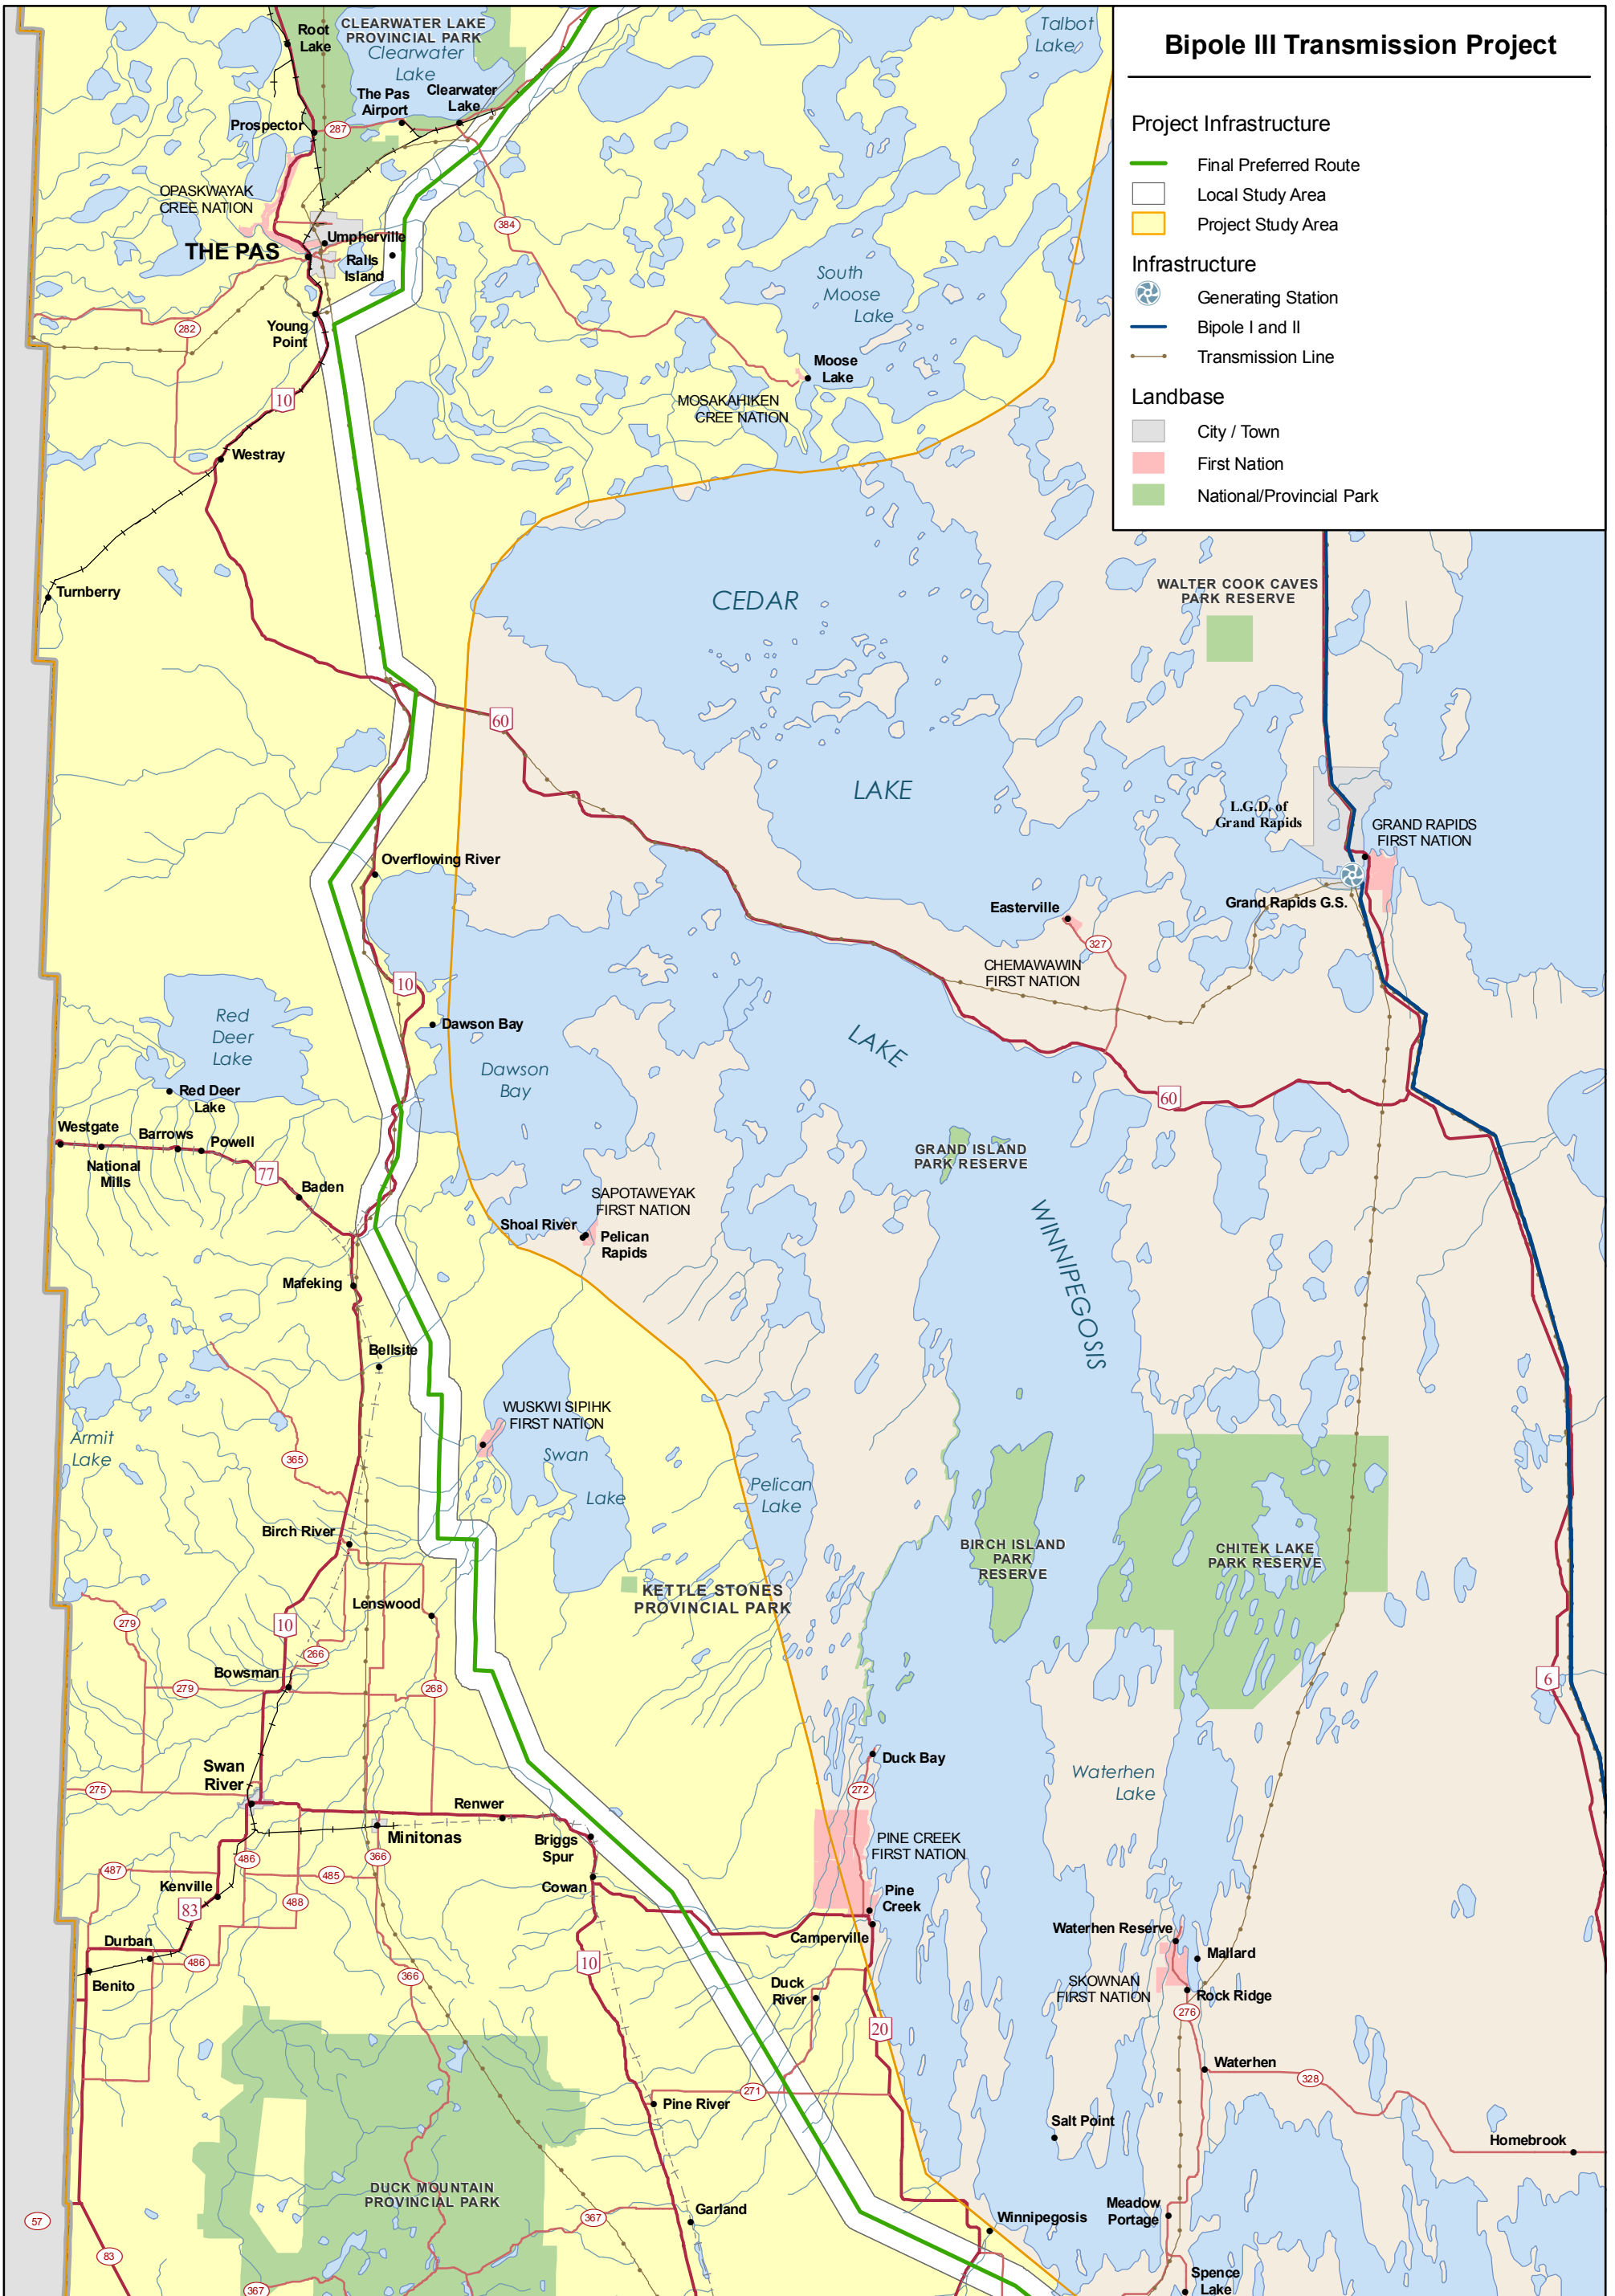 Bipole III Transmission Project
Project Infrastructure
Final Preferred Route
Local Study Area
Project Study Area
Infrastructure
Generating Station
Bipole I and II
Transmission Line
Landbase
City / Town
First Nation
National/Provincial Park
Root
Lake
CLEARWATER LAKE
PROVINCIAL PARK
Clearwater
Lake
Talbot
Lake
The Pas
Airport
Clearwater
Lake
Prospector
287
OPASKWAYAK
CREE NATION
384
THE PAS
Umpherville
Ralls
Island
South
Moose
Lake
282
Young
Point
Moose
Lake
10
MOSAKAHIKEN
CREE NATION
Westray
Turnberry
CEDAR
WALTER COOK CAVES
PARK RESERVE
60
LAKE
L.G.D. of
Grand Rapids
GRAND RAPIDS
FIRST NATION
Overflowing River
Grand Rapids G.S.
Easterville
327
CHEMAWAWIN
FIRST NATION
10
Red
Deer
Lake
Dawson Bay
LAKE
Dawson
Bay
Red Deer
Lake
60
Westgate
Barrows
Powell
National
Mills
77
Baden
GRAND ISLAND
PARK RESERVE
SAPOTAWEYAK
FIRST NATION
Shoal River
Pelican
Rapids
WINNIPEGOSIS
Mafeking
Bellsite
WUSKWI SIPIHK
FIRST NATION
Armit
Lake
365
Swan
Lake
Pelican
Lake
Birch River
BIRCH ISLAND
PARK
RESERVE
CHITEK LAKE
PARK RESERVE
KETTLE STONES
PROVINCIAL PARK
Lenswood
279
10
266
Bowsman
279
268
6
Swan
River
Duck Bay
Waterhen
Lake
275
272
Renwer
Minitonas
Briggs
Spur
PINE CREEK
FIRST NATION
487
486
366
485
Kenville
Cowan
488
Pine
Creek
83
Camperville
Waterhen Reserve
Durban
Mallard
486
10
366
Benito
Duck
River
SKOWNAN
FIRST NATION
Rock Ridge
276
20
Waterhen
328
271
Pine River
Salt Point
Homebrook
DUCK MOUNTAIN
PROVINCIAL PARK
57
367
Garland
Meadow
Portage
Winnipegosis
83
367
Spence
Lake